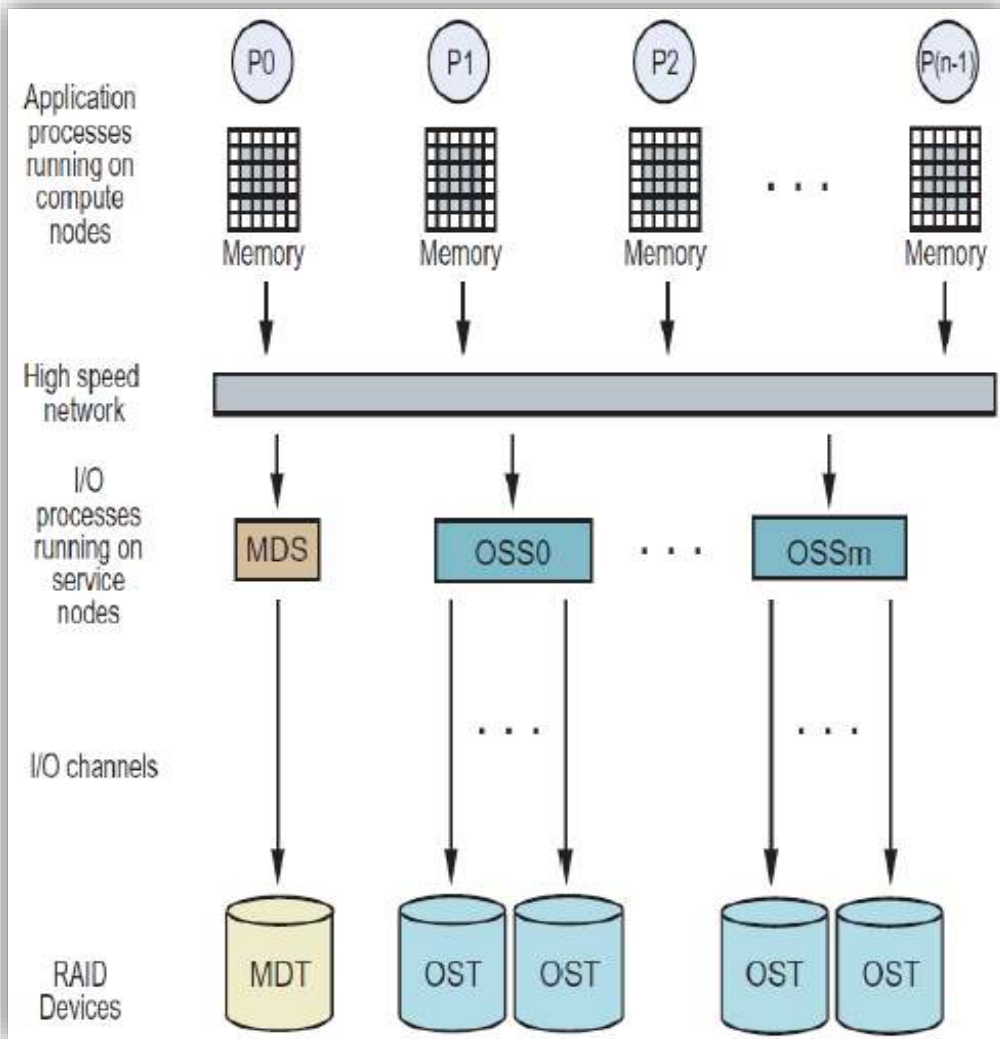 P0
P1
P2
P(n-1)
Application
processes
running on
compute
nodes
Memory
Memory
Memory
. . .
Memory
High speed
network
I/O
processes
running on
service
nodes
MDS
OSS0
. . .
OSSm
I/O channels
. . .
. . .
RAID
Devices
MDT
OST
OST
OST
OST